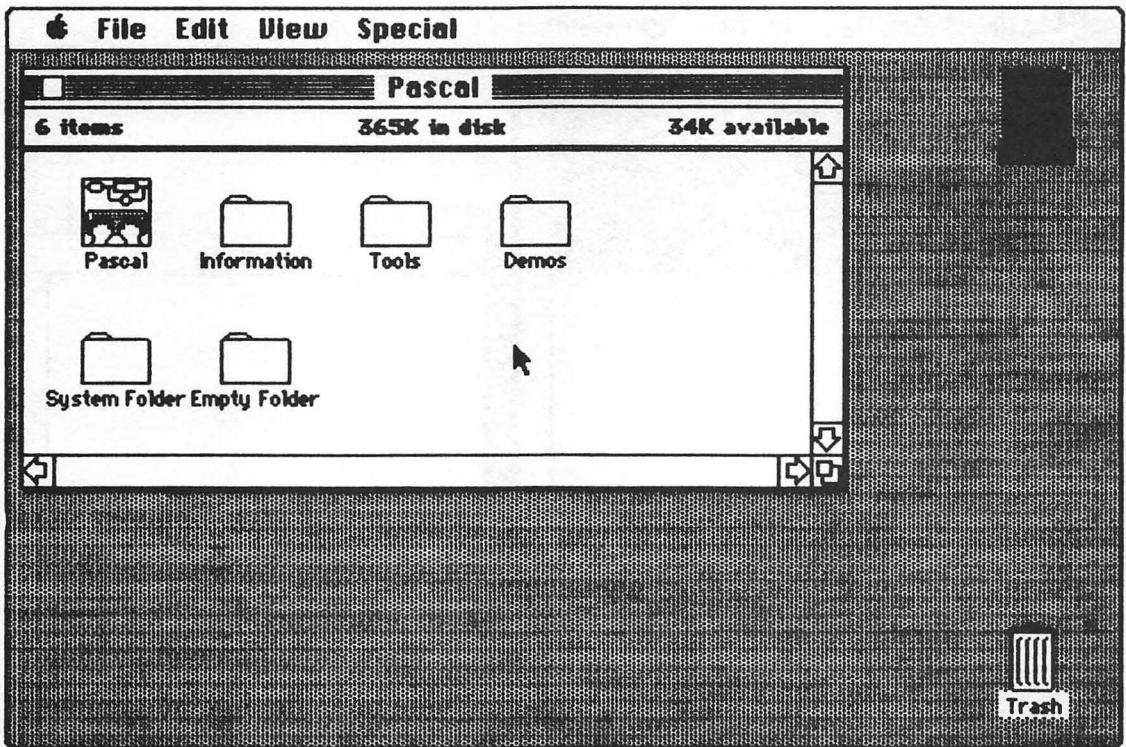 File Edit View Special
Pascal
6 items 365K in disk 34K available
Pascal Information Tools Demos
System Folder Empty Folder
Trash